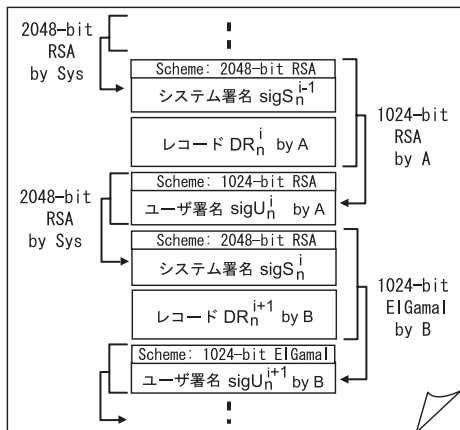 2048-bit
RSA
by Sys
Scheme: 2048-bit RSA
システム署名 sigS_n^{i-1}
レコード DR_n^i by A
1024-bit
RSA
by A
Scheme: 1024-bit RSA
ユーザ署名 sigU_n^i by A
2048-bit
RSA
by Sys
Scheme: 2048-bit RSA
システム署名 sigS_n^i
レコード DR_n^{i+1} by B
1024-bit
ElGamal
by B
Scheme: 1024-bit ElGamal
ユーザ署名 sigU_n^{i+1} by B